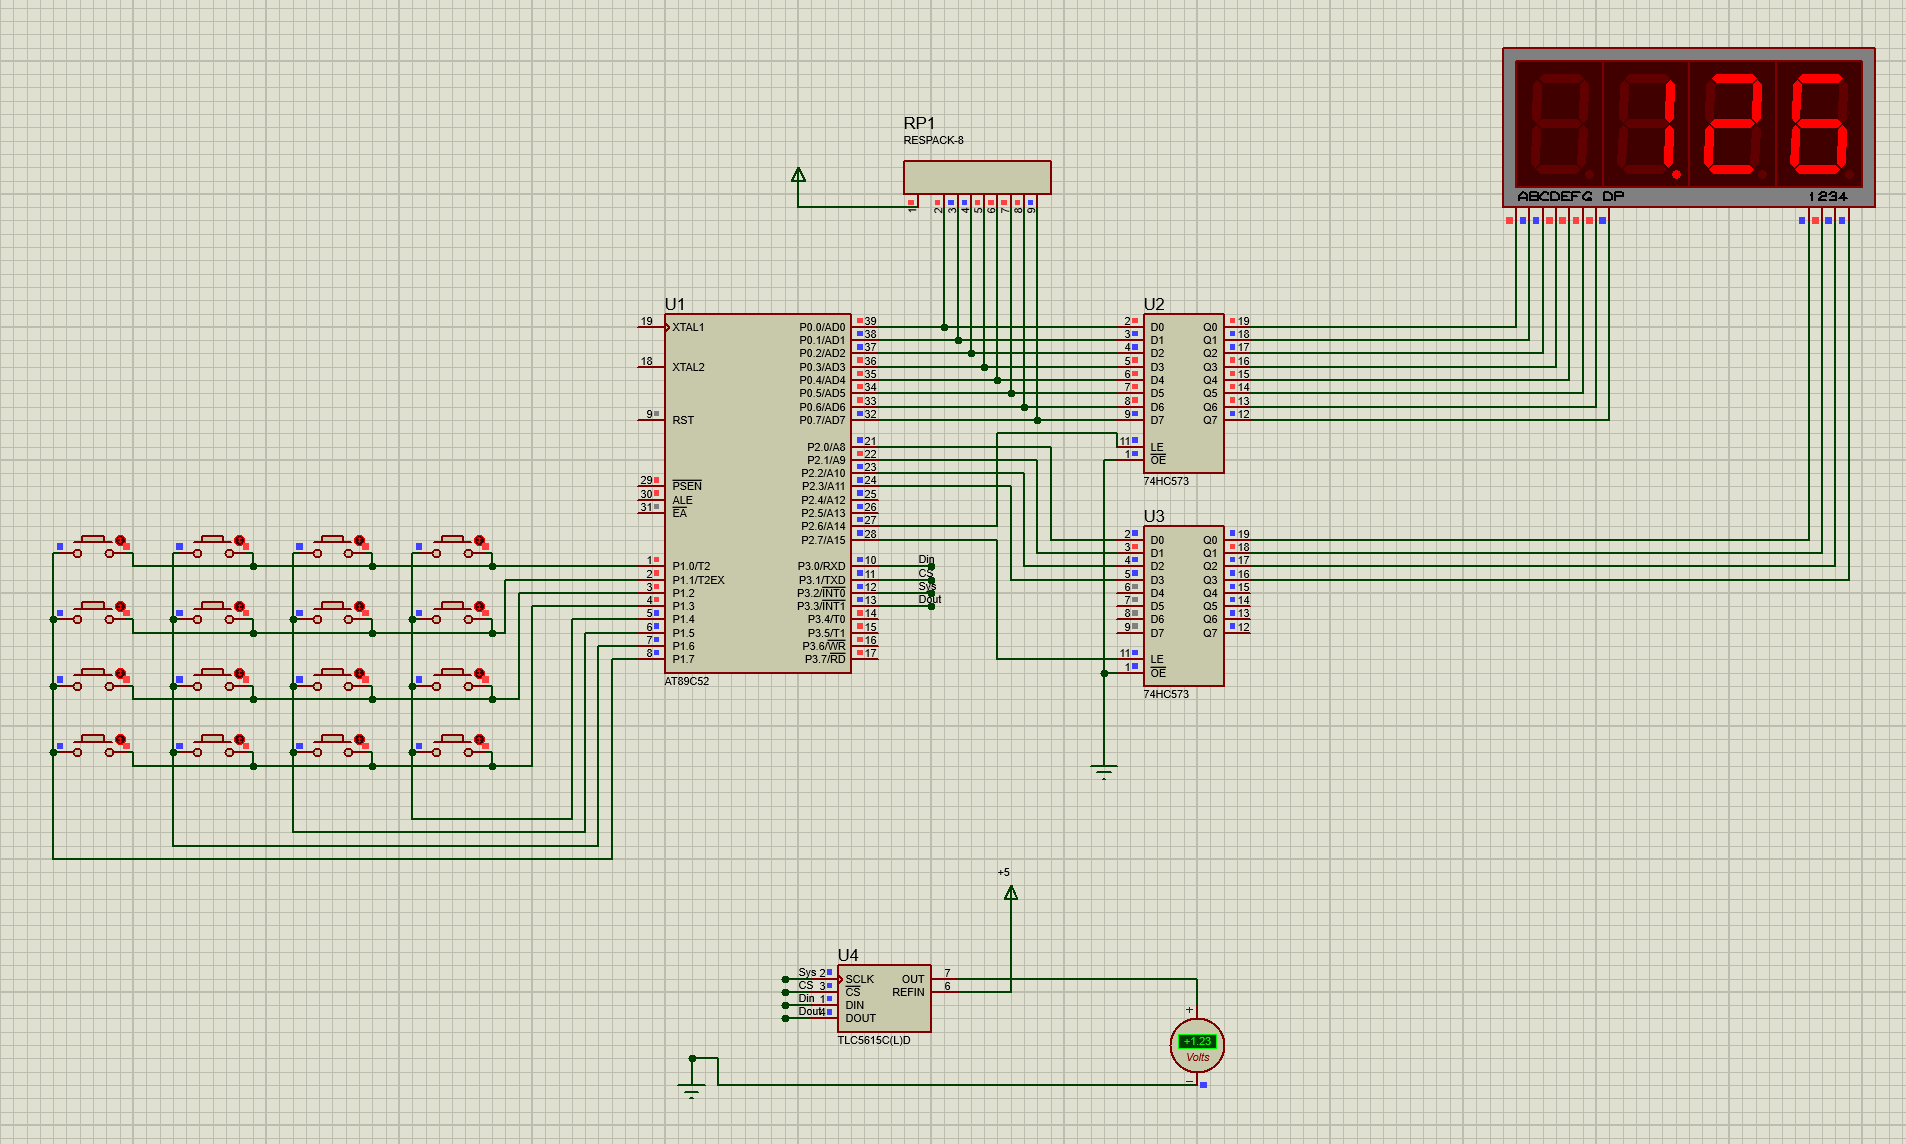 1.25
ABCDEFG DP 1234
RP1
RESPACK-8
1 2 3 4 5 6 7 8 9
U1
19 XTAL1
18 XTAL2
9 RST
29 PSEN
30 ALE
31 EA
1 P1.0/T2
2 P1.1/T2EX
3 P1.2
4 P1.3
5 P1.4
6 P1.5
7 P1.6
8 P1.7
P0.0/AD0 39
P0.1/AD1 38
P0.2/AD2 37
P0.3/AD3 36
P0.4/AD4 35
P0.5/AD5 34
P0.6/AD6 33
P0.7/AD7 32
P2.0/A8 21
P2.1/A9 22
P2.2/A10 23
P2.3/A11 24
P2.4/A12 25
P2.5/A13 26
P2.6/A14 27
P2.7/A15 28
P3.0/RXD 10 Din
P3.1/TXD 11 CS
P3.2/INT0 12 Sys
P3.3/INT1 13 Dout
P3.4/T0 14
P3.5/T1 15
P3.6/WR 16
P3.7/RD 17
AT89C52
U2
2 D0 Q0 19
3 D1 Q1 18
4 D2 Q2 17
5 D3 Q3 16
6 D4 Q4 15
7 D5 Q5 14
8 D6 Q6 13
9 D7 Q7 12
11 LE
1 OE
74HC573
U3
2 D0 Q0 19
3 D1 Q1 18
4 D2 Q2 17
5 D3 Q3 16
6 D4 Q4 15
7 D5 Q5 14
8 D6 Q6 13
9 D7 Q7 12
11 LE
1 OE
74HC573
+5
U4
Sys 2 SCLK OUT 7
CS 3 CS REFIN 6
Din 1 DIN
Dout 4 DOUT
TLC5615C(L)D
+
+1.23
Volts
−